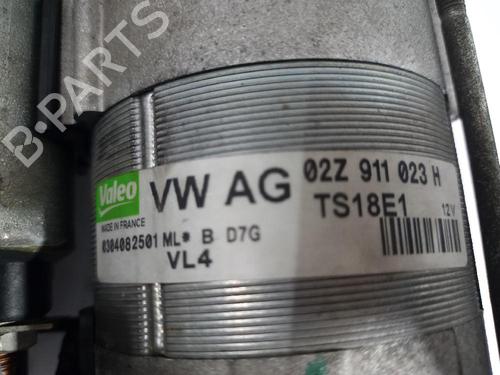 B-PARTS
Valeo
MADE IN FRANCE
VW AG
02Z 911 023 H
TS18E1 12V
0304082501 ML* B D7G
VL4